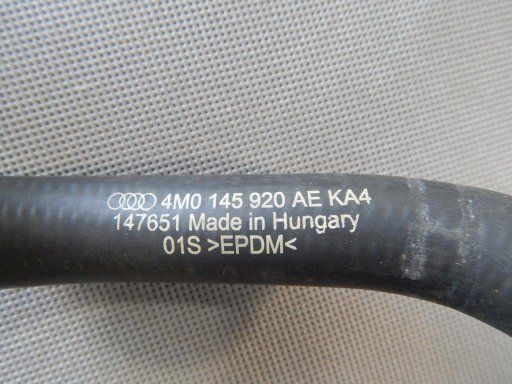 4M0 145 920 AE KA4
147651 Made in Hungary
01S >EPDM<